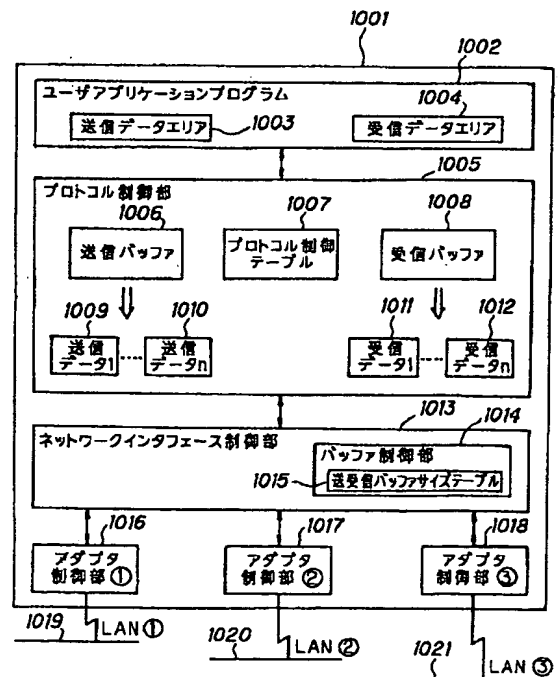 1001
1002
ユーザアプリケーションプログラム
1004
送信データエリア
1003
受信データエリア
1005
プロトコル制御部
1006
1007
1008
送信バッファ
プロトコル制御
テーブル
受信バッファ
1009
1010
1011
1012
送信
データ1
送信
データn
受信
データ1
受信
データn
1013
ネットワークインタフェース制御部
1014
バッファ制御部
1015
送受信バッファサイズテーブル
1016
1017
1018
アダプタ
制御部①
アダプタ
制御部②
アダプタ
制御部③
1019
LAN①
1020
LAN②
1021
LAN③